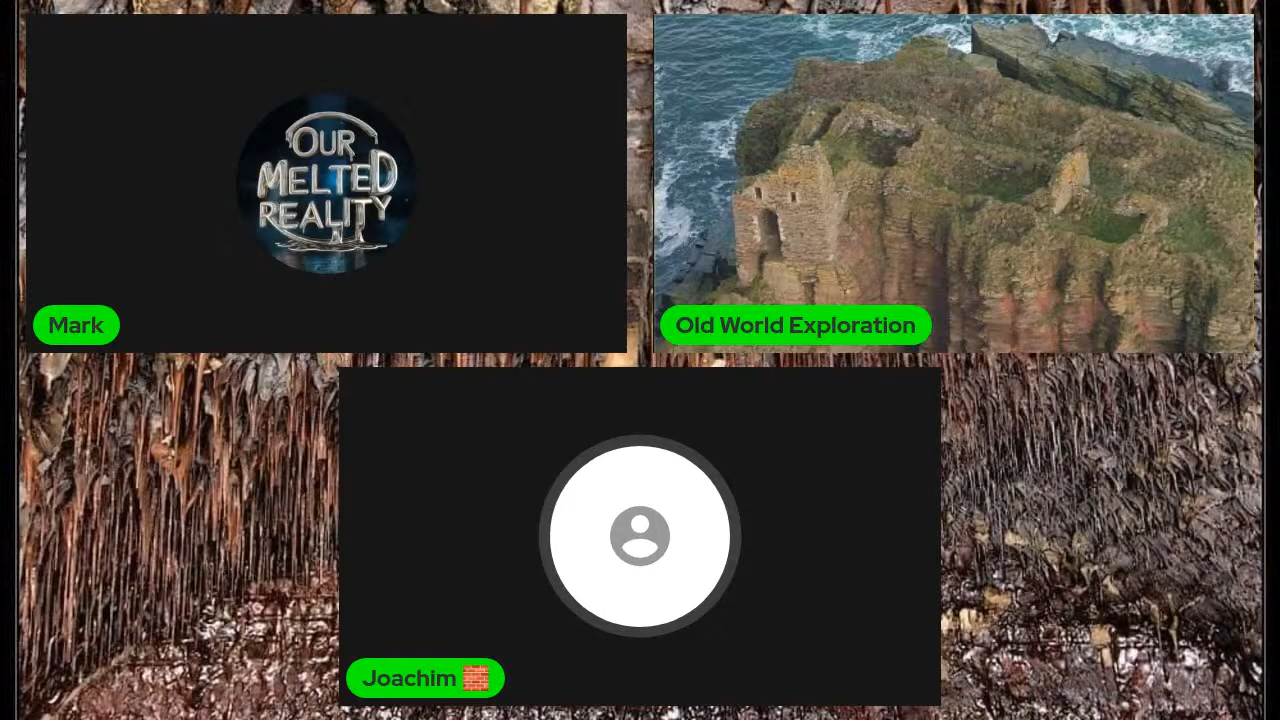 OUR
MELTED
REALITY
Mark
Old World Exploration
Joachim 🧱